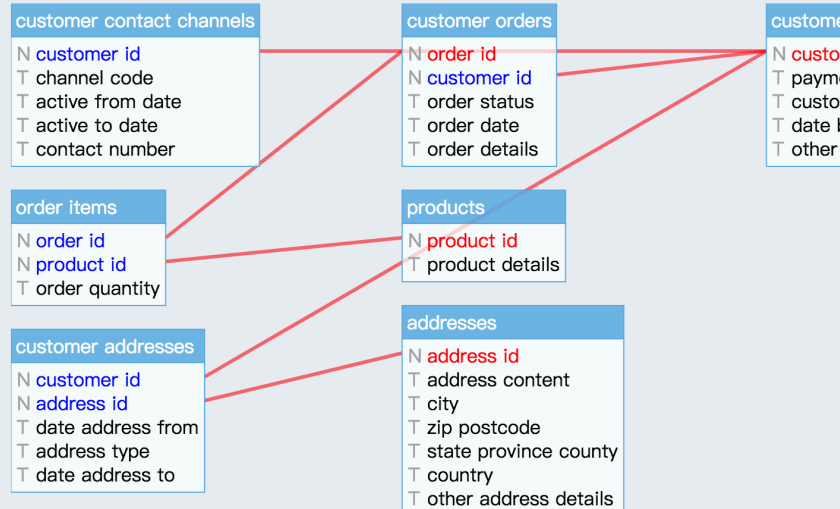 customer contact channels
N customer id
T channel code
T active from date
T active to date
T contact number
customer orders
N order id
N customer id
T order status
T order date
T order details
N
T
T
T date
T other
order items
N order id
N product id
T order quantity
products
N product id
T product details
customer addresses
N customer id
N address id
T date address from
T address type
T date address to
addresses
N address id
T address content
T city
T zip postcode
T state province county
T country
T other address details